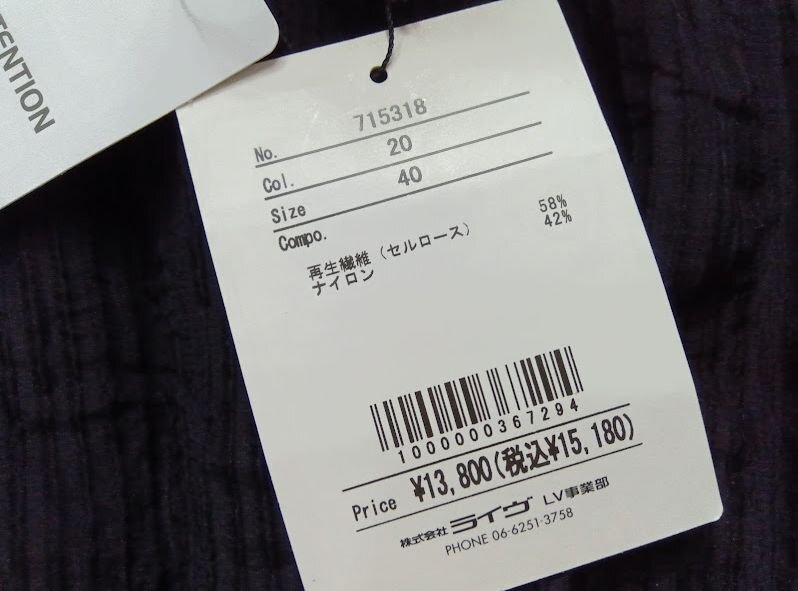 TENTION
No. 715318
Col. 20
Size 40
Compo.
再生繊維（セルロース） 58%
ナイロン 42%
1000000367294
Price ¥13,800(税込¥15,180)
株式会社 ライヴ LV事業部
PHONE 06-6251-3758